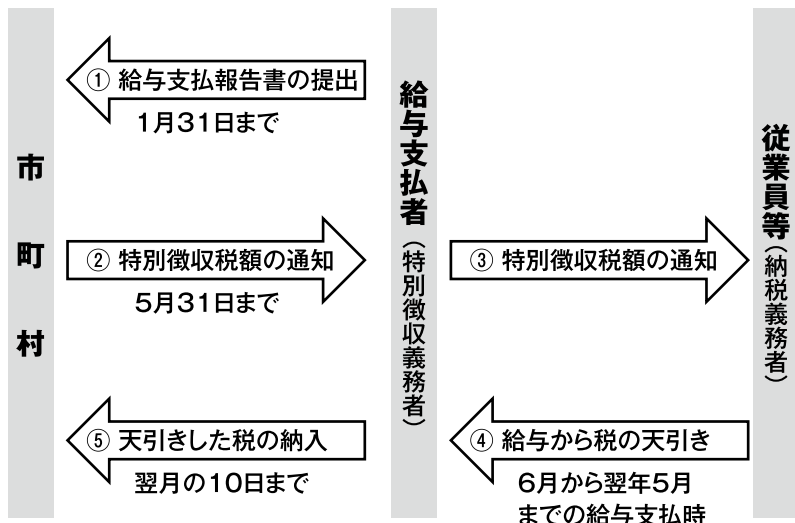 市町村
① 給与支払報告書の提出
1月31日まで
② 特別徴収税額の通知
5月31日まで
⑤ 天引きした税の納入
翌月の10日まで
給与支払者（特別徴収義務者）
③ 特別徴収税額の通知
④ 給与から税の天引き
6月から翌年5月
までの給与支払時
従業員等（納税義務者）